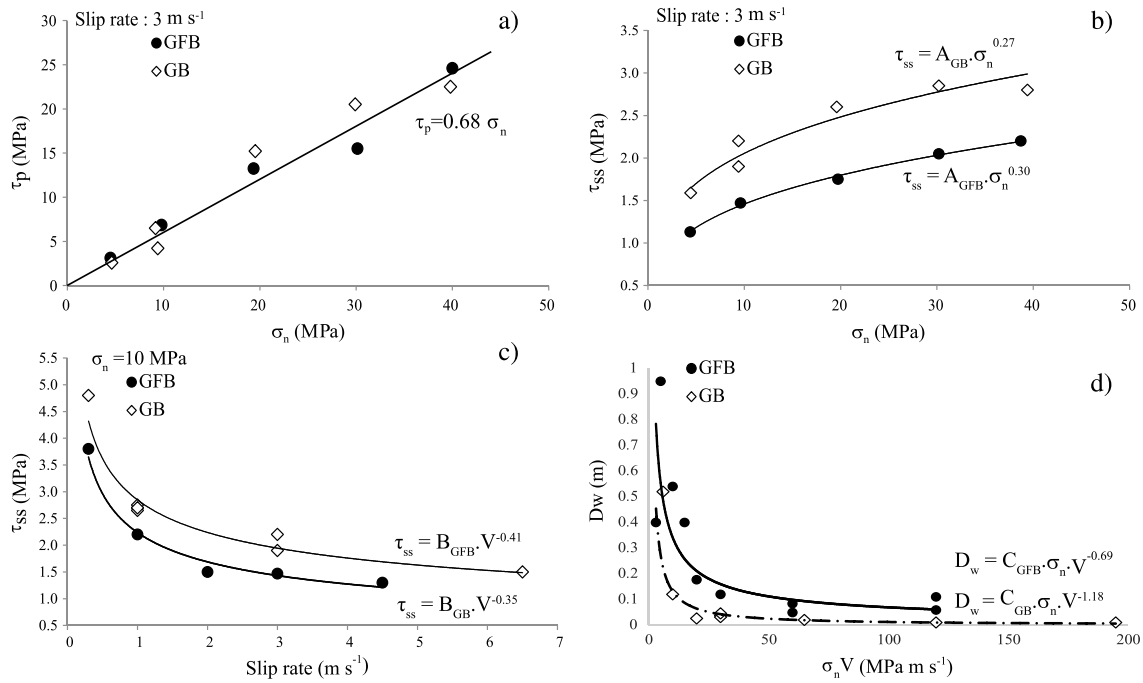 a)
Slip rate : 3 m s⁻¹
GFB
GB
30
25
20
15
10
5
0
τp (MPa)
τp=0.68 σn
0 10 20 30 40 50
σn (MPa)
b)
Slip rate : 3 m s⁻¹
GFB
GB
τss = AGB.σn^0.27
3.5
3.0
2.5
2.0
1.5
1.0
0.5
τss (MPa)
τss = AGFB.σn^0.30
0 10 20 30 40 50
σn (MPa)
c)
σn =10 MPa
GFB
GB
5.5
5.0
4.5
4.0
3.5
3.0
2.5
2.0
1.5
1.0
0.5
τss (MPa)
τss = BGFB.V^-0.41
τss = BGB.V^-0.35
0 1 2 3 4 5 6 7
Slip rate (m s⁻¹)
d)
GFB
GB
1
0.9
0.8
0.7
0.6
0.5
0.4
0.3
0.2
0.1
0
Dw (m)
Dw = CGFB.σn.V^-0.69
Dw = CGB.σn.V^-1.18
0 50 100 150 200
σnV (MPa m s⁻¹)